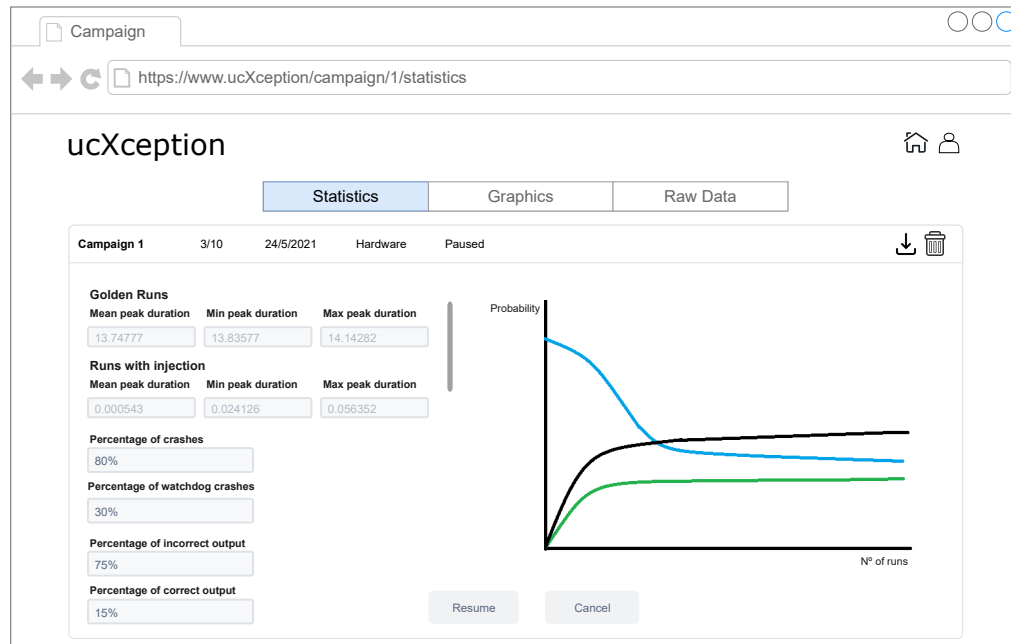 Campaign
https://www.ucXception/campaign/1/statistics
ucXception
Statistics Graphics Raw Data
Campaign 1 3/10 24/5/2021 Hardware Paused
Golden Runs
Mean peak duration Min peak duration Max peak duration
13.74777 13.83577 14.14282
Runs with injection
Mean peak duration Min peak duration Max peak duration
0.000543 0.024126 0.056352
Percentage of crashes
80%
Percentage of watchdog crashes
30%
Percentage of incorrect output
75%
Percentage of correct output
15%
Probability
Nº of runs
Resume Cancel